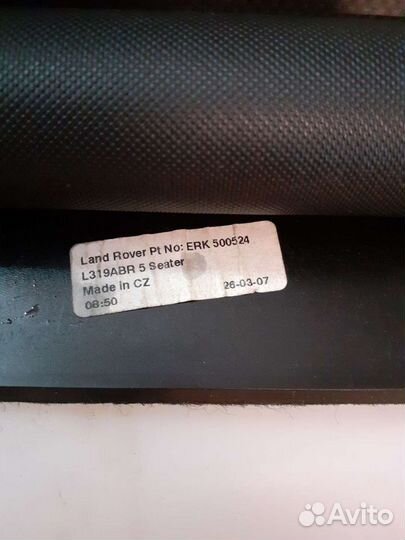 Land Rover Pt No: ERK 500524
L319ABR 5 Seater
Made in CZ 26-03-07
08:50
Avito